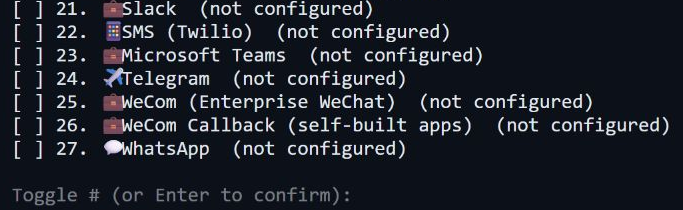 [ ] 21. 💼Slack (not configured)
[ ] 22. 📱SMS (Twilio) (not configured)
[ ] 23. 💼Microsoft Teams (not configured)
[ ] 24. ✈️Telegram (not configured)
[ ] 25. 💼WeCom (Enterprise WeChat) (not configured)
[ ] 26. 💼WeCom Callback (self-built apps) (not configured)
[ ] 27. 💬WhatsApp (not configured)
Toggle # (or Enter to confirm):